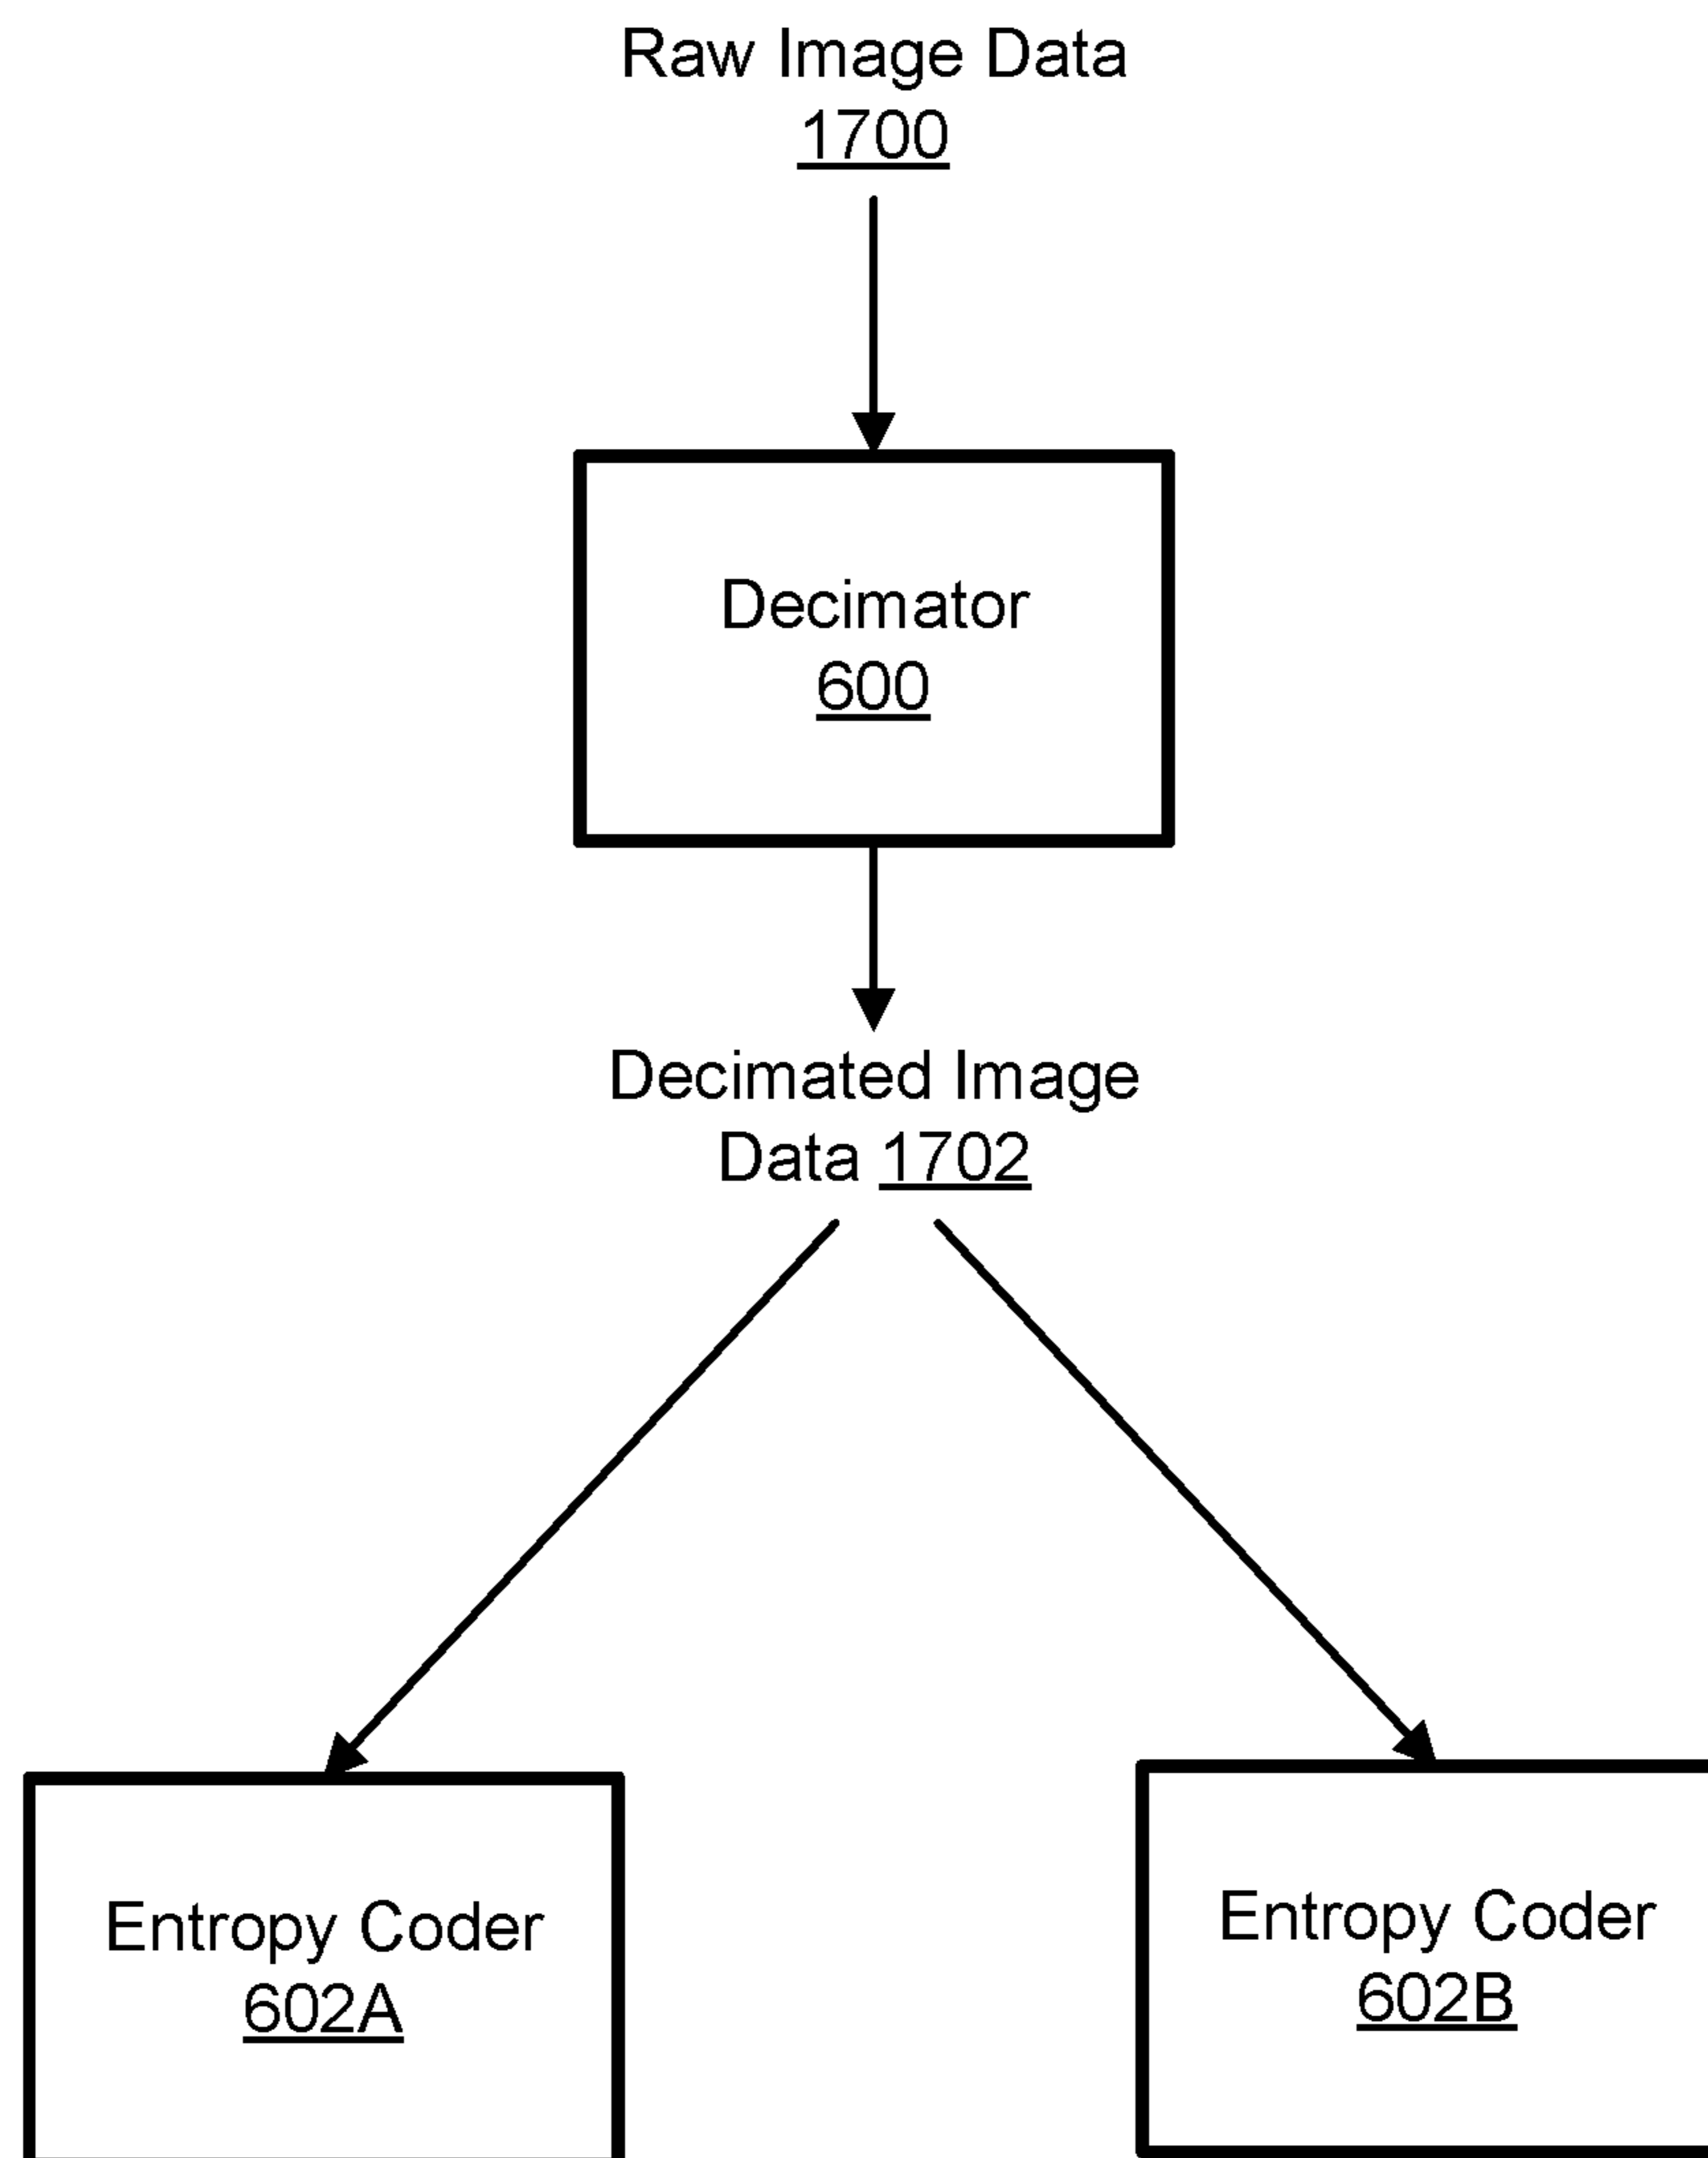 Raw Image Data
1700
Decimator
600
Decimated Image
Data 1702
Entropy Coder
602A
Entropy Coder
602B